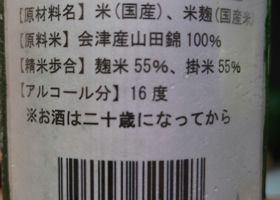 【原材料名】米(国産)、米麹(国産米)
【原料米】会津産山田錦100%
【精米歩合】麹米55%、掛米55%
【アルコール分】16度
※お酒は二十歳になってから